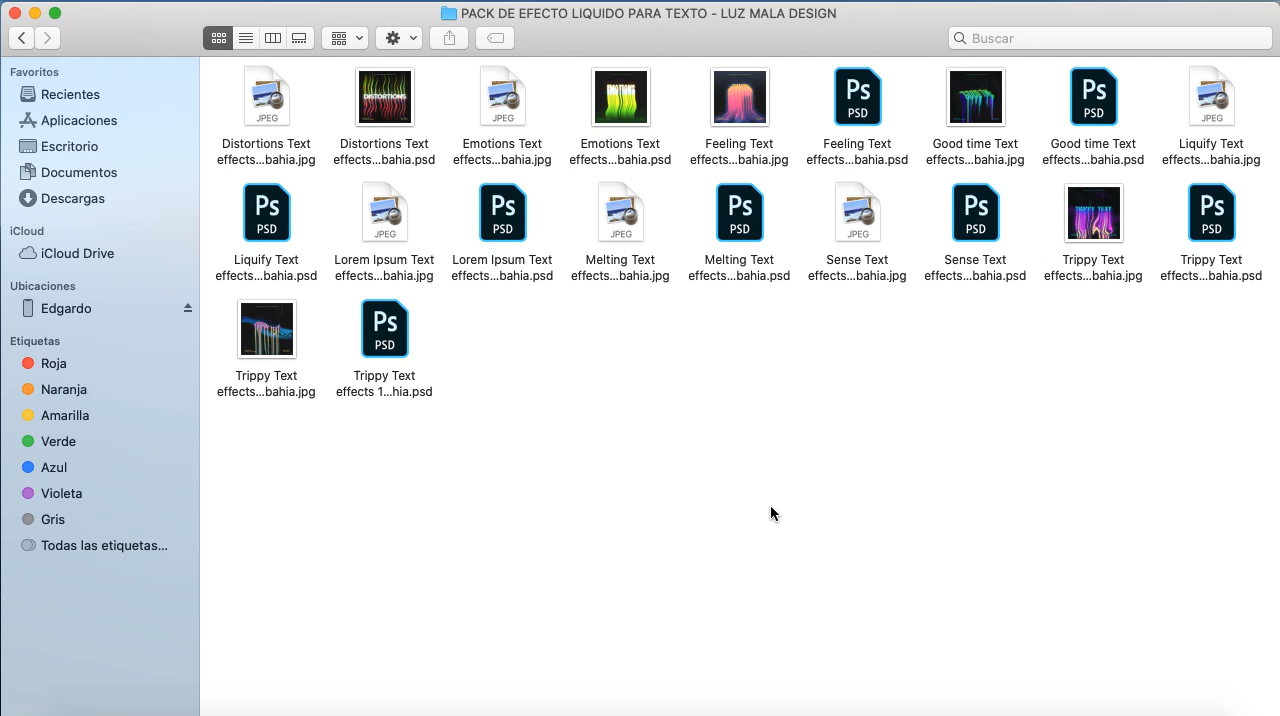 PACK DE EFECTO LIQUIDO PARA TEXTO - LUZ MALA DESIGN
Buscar
Favoritos
Recientes
Aplicaciones
Escritorio
Documentos
Descargas
iCloud
iCloud Drive
Ubicaciones
Edgardo
Etiquetas
Roja
Naranja
Amarilla
Verde
Azul
Violeta
Gris
Todas las etiquetas...
JPEG
DISTORTIONS
JPEG
EMOTIONS
Ps
PSD
Ps
PSD
JPEG
Distortions Text
effects...bahia.jpg
Distortions Text
effects...bahia.psd
Emotions Text
effects...bahia.jpg
Emotions Text
effects...bahia.psd
Feeling Text
effects...bahia.jpg
Feeling Text
effects...bahia.psd
Good time Text
effects...bahia.jpg
Good time Text
effects...bahia.psd
Liquify Text
effects...bahia.jpg
Ps
PSD
JPEG
Ps
PSD
JPEG
Ps
PSD
JPEG
Ps
PSD
TRIPPY TEXT
Ps
PSD
Liquify Text
effects...bahia.psd
Lorem Ipsum Text
effects...bahia.jpg
Lorem Ipsum Text
effects...bahia.psd
Melting Text
effects...bahia.jpg
Melting Text
effects...bahia.psd
Sense Text
effects...bahia.jpg
Sense Text
effects...bahia.psd
Trippy Text
effects...bahia.jpg
Trippy Text
effects...bahia.psd
Ps
PSD
Trippy Text
effects...bahia.jpg
Trippy Text
effects 1...hia.psd